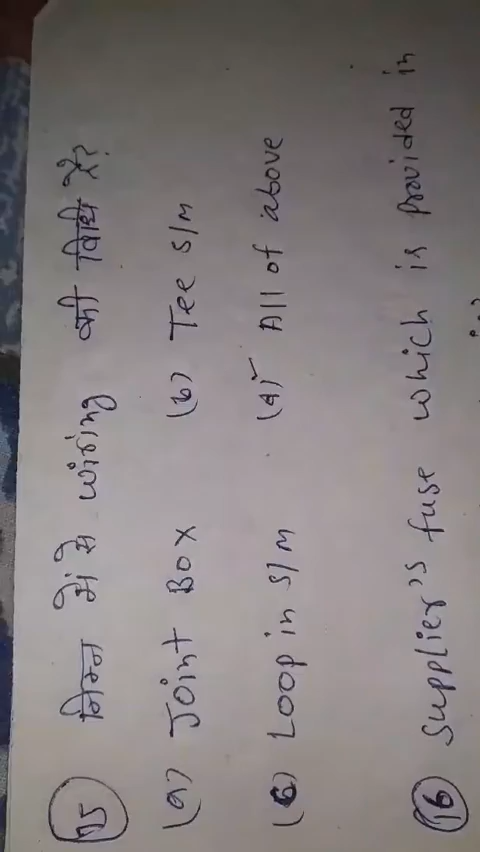 15 निम्न में से wiring की विधि है?
(a) Joint Box (b) Tee S/M
(c) Loop in S/M (d) All of above
16 Supplier's fuse which is provided in